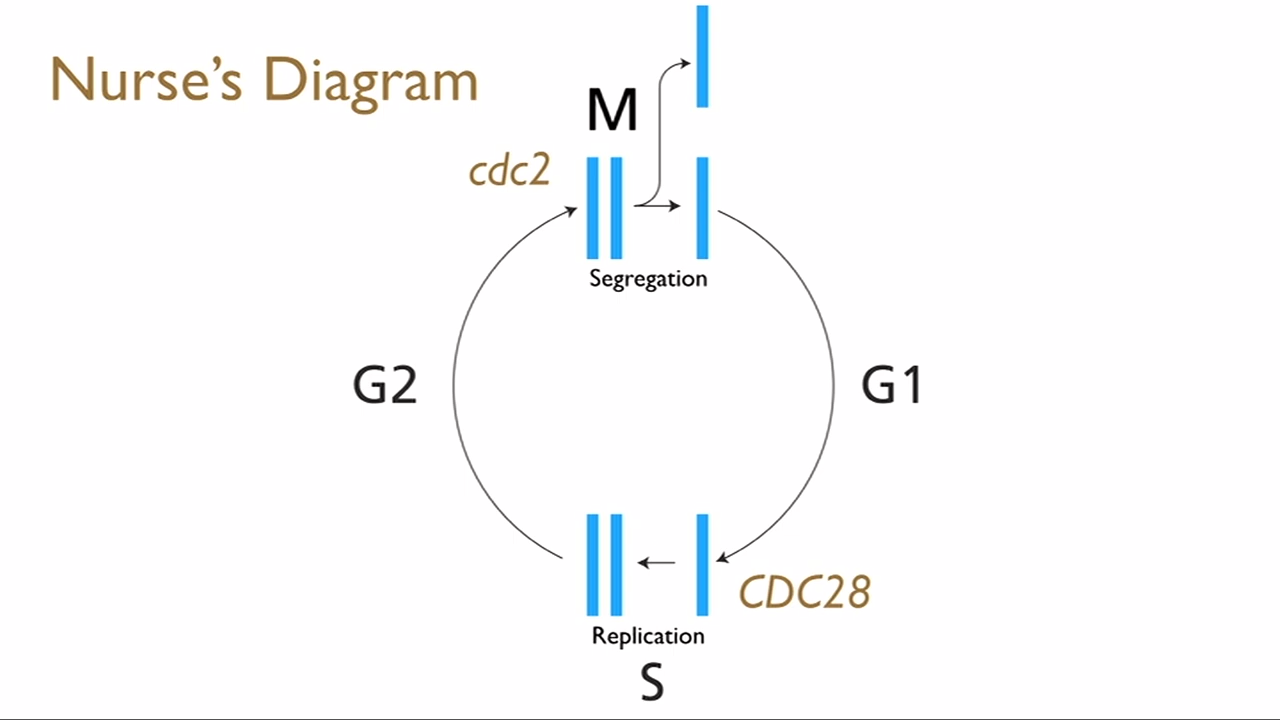 Nurse's Diagram
M
cdc2
Segregation
G2
G1
CDC28
Replication
S